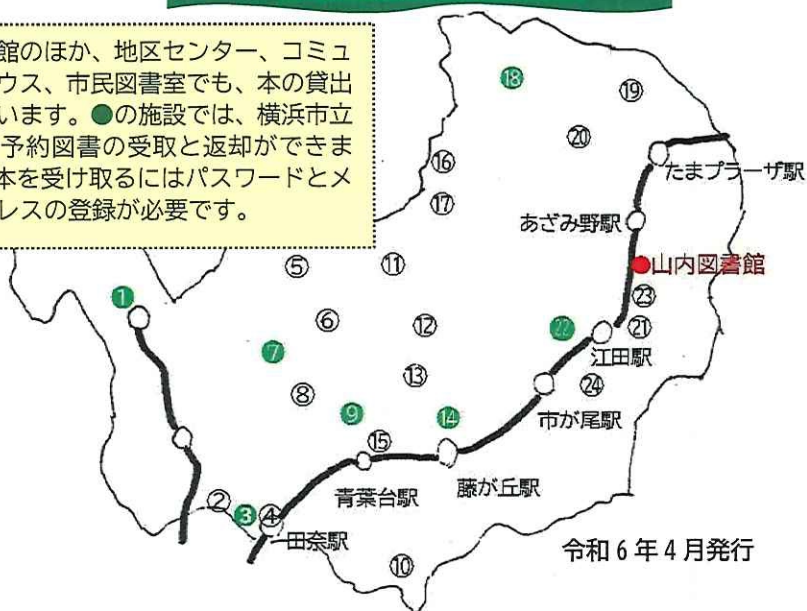 館のほか、地区センター、コミュ
ウス、市民図書室でも、本の貸出
います。●の施設では、横浜市立
予約図書の受取と返却ができま
本を受け取るにはパスワードとメ
レスの登録が必要です。
⑱
⑲
⑳
⑯
たまプラーザ駅
⑰
あざみ野駅
⑤
⑪
●山内図書館
①
㉓
⑥
⑫
㉒
㉑
⑦
江田駅
⑬
㉔
⑧
⑨
⑭
市が尾駅
⑮
青葉台駅
藤が丘駅
②
③
④
田奈駅
⑩
令和6年4月発行